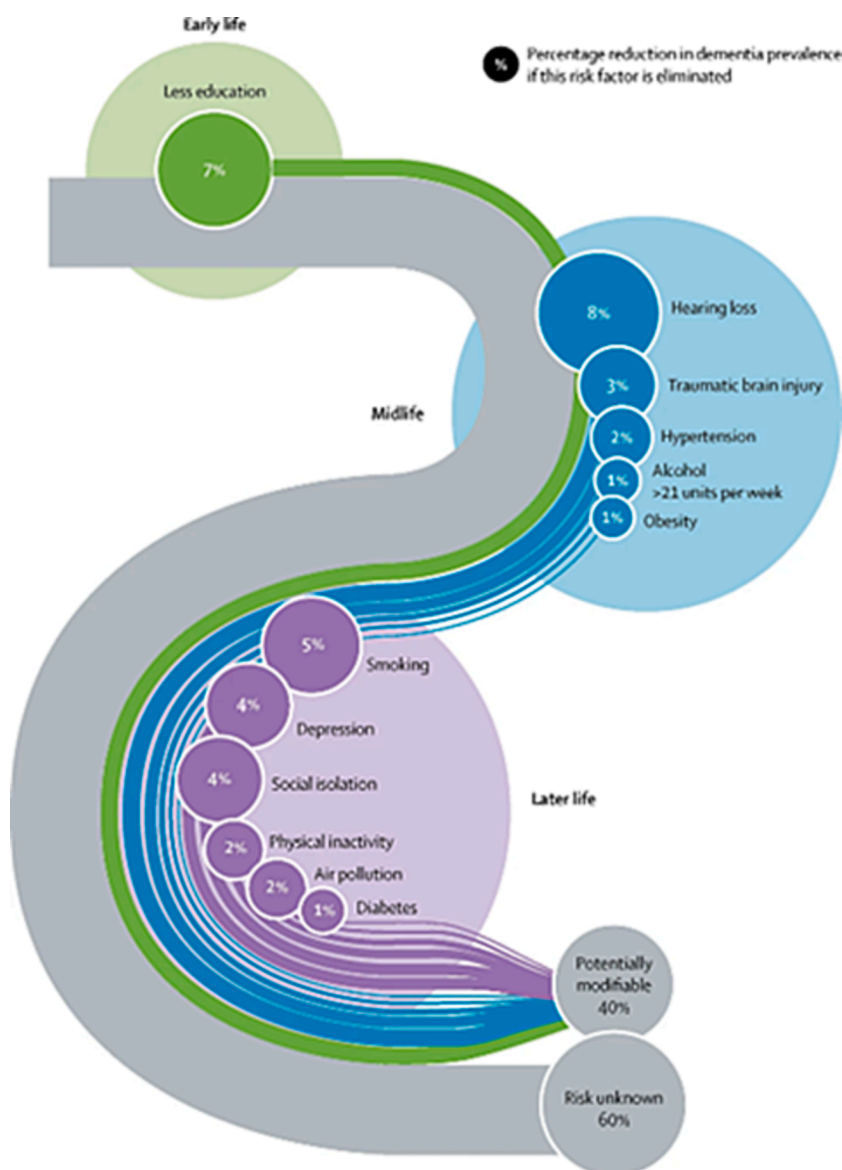 Early life
%
Percentage reduction in dementia prevalence
if this risk factor is eliminated
Less education
7%
8%
Hearing loss
3%
Traumatic brain injury
Midlife
2%
Hypertension
1%
Alcohol
>21 units per week
1%
Obesity
5%
Smoking
4%
Depression
4%
Social isolation
Later life
2%
Physical inactivity
2%
Air pollution
1%
Diabetes
Potentially
modifiable
40%
Risk unknown
60%